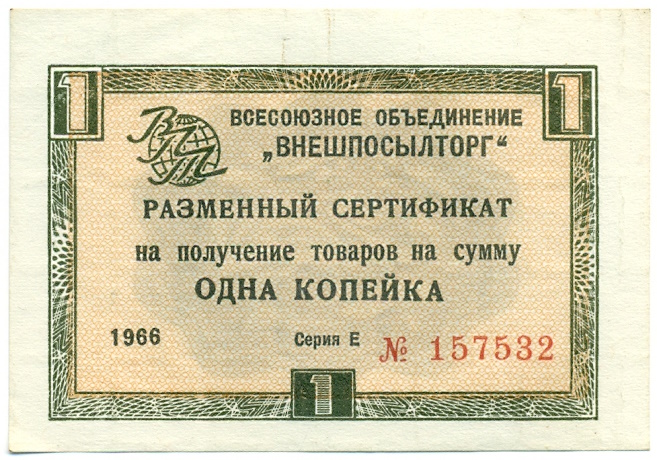 1 1
ВПТ
ВСЕСОЮЗНОЕ ОБЪЕДИНЕНИЕ
„ВНЕШПОСЫЛТОРГ“
РАЗМЕННЫЙ СЕРТИФИКАТ
на получение товаров на сумму
ОДНА КОПЕЙКА
1966 Серия Е № 157532
1